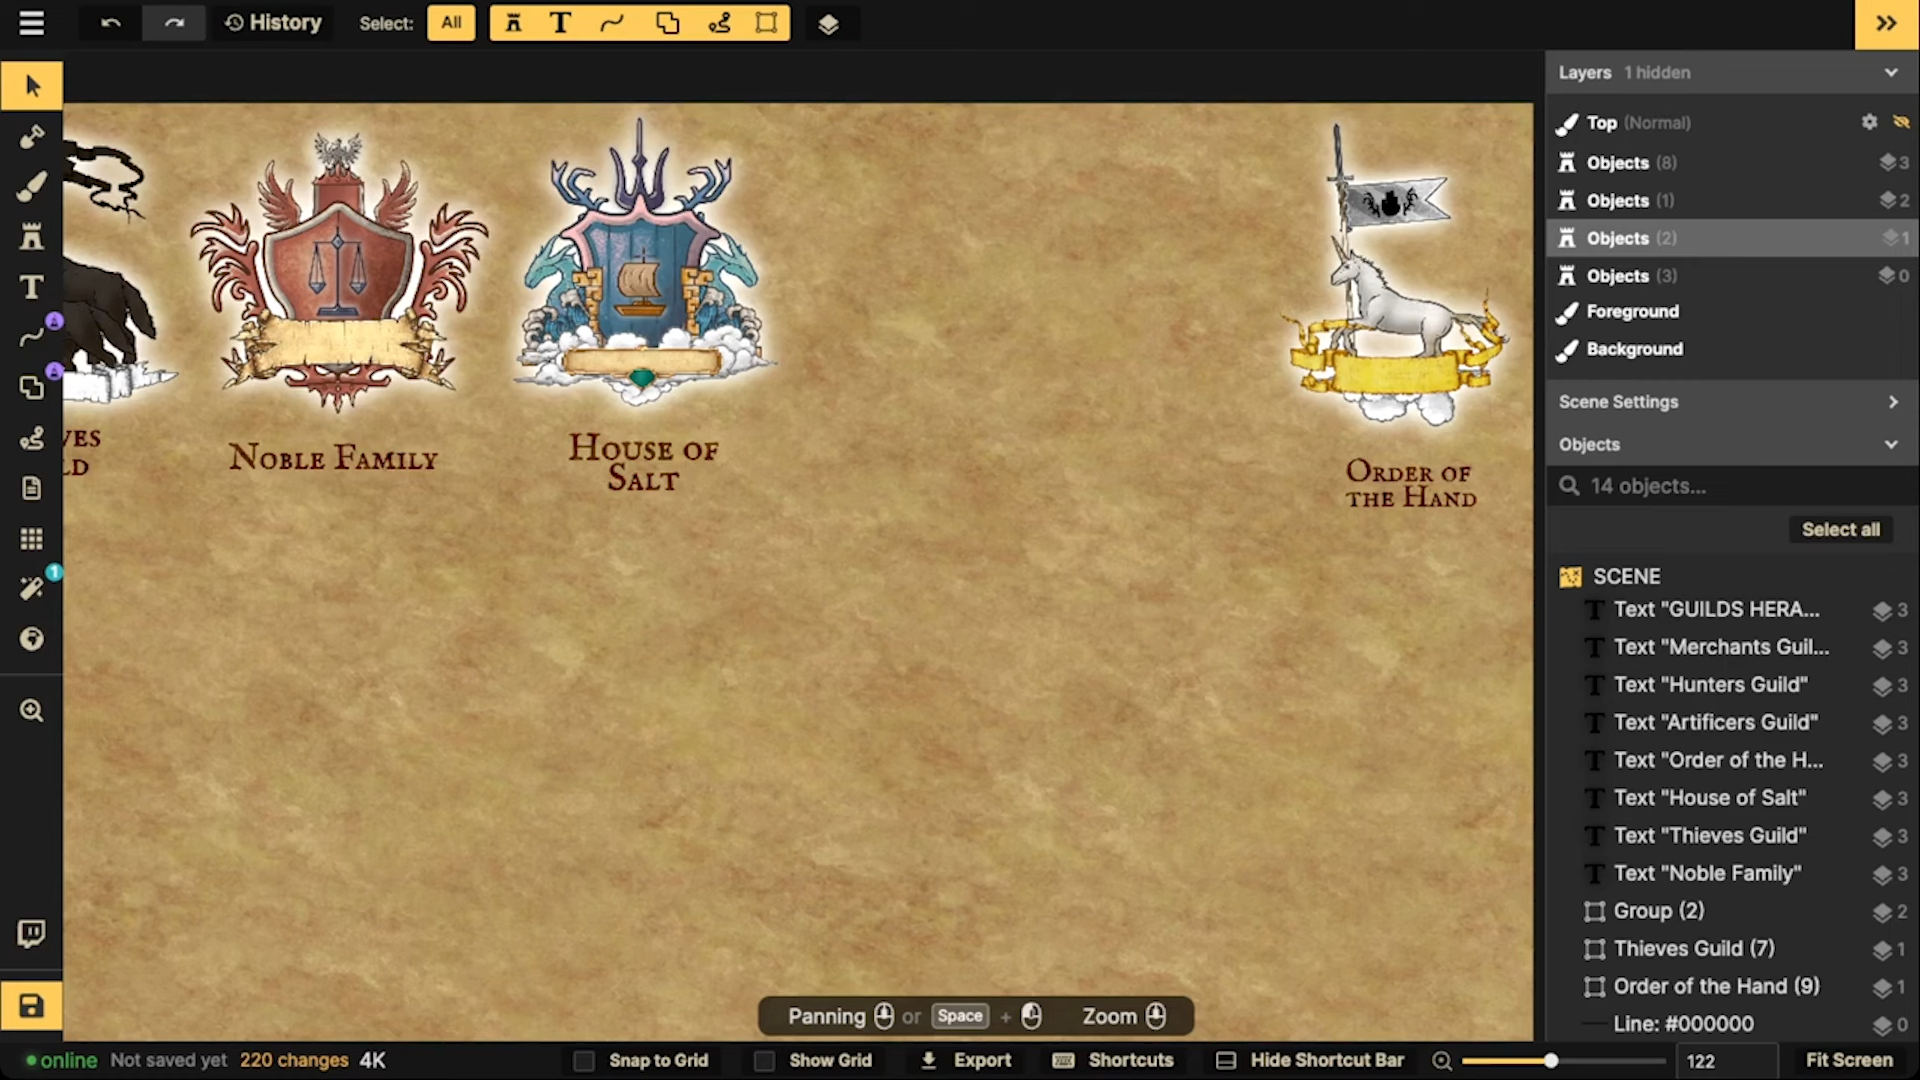 History
Select:
All
Layers 1 hidden
Top (Normal)
Objects (8) 3
Objects (1) 2
Objects (2) 1
Objects (3) 0
Foreground
Background
Scene Settings
Objects
14 objects...
Select all
SCENE
Text "GUILDS HERA... 3
Text "Merchants Guil... 3
Text "Hunters Guild" 3
Text "Artificers Guild" 3
Text "Order of the H... 3
Text "House of Salt" 3
Text "Thieves Guild" 3
Text "Noble Family" 3
Group (2) 2
Thieves Guild (7) 1
Order of the Hand (9) 1
Line: #000000 0
VES
LD
Noble Family
House of
Salt
Order of
the Hand
1
Panning or Space + Zoom
online Not saved yet 220 changes 4K Snap to Grid Show Grid Export Shortcuts Hide Shortcut Bar 122 Fit Screen